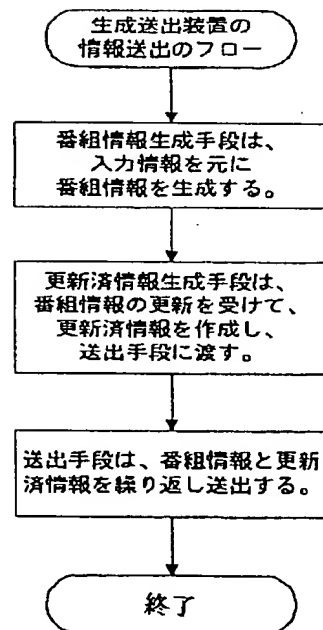 生成送出装置の
情報送出のフロー
番組情報生成手段は、
入力情報を元に
番組情報を生成する。
更新済情報生成手段は、
番組情報の更新を受けて、
更新済情報を作成し、
送出手段に渡す。
送出手段は、番組情報と更新
済情報を繰り返し送出する。
終了